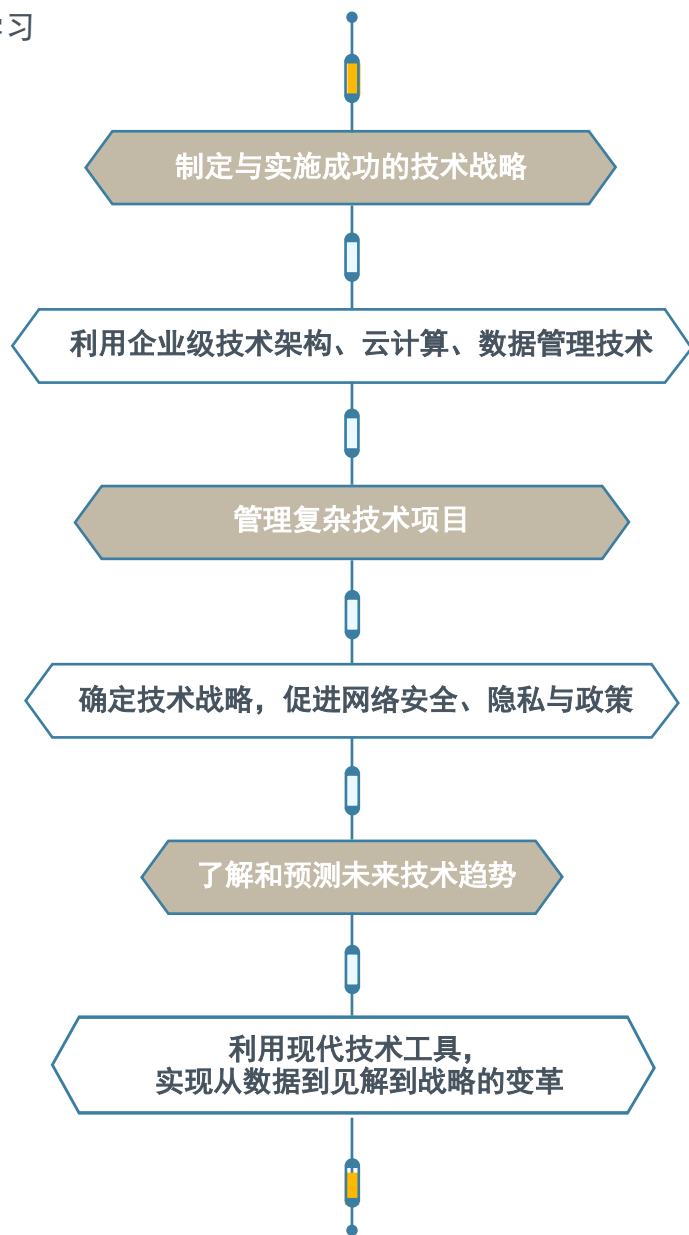 习
制定与实施成功的技术战略
利用企业级技术架构、云计算、数据管理技术
管理复杂技术项目
确定技术战略，促进网络安全、隐私与政策
了解和预测未来技术趋势
利用现代技术工具，
实现从数据到见解到战略的变革